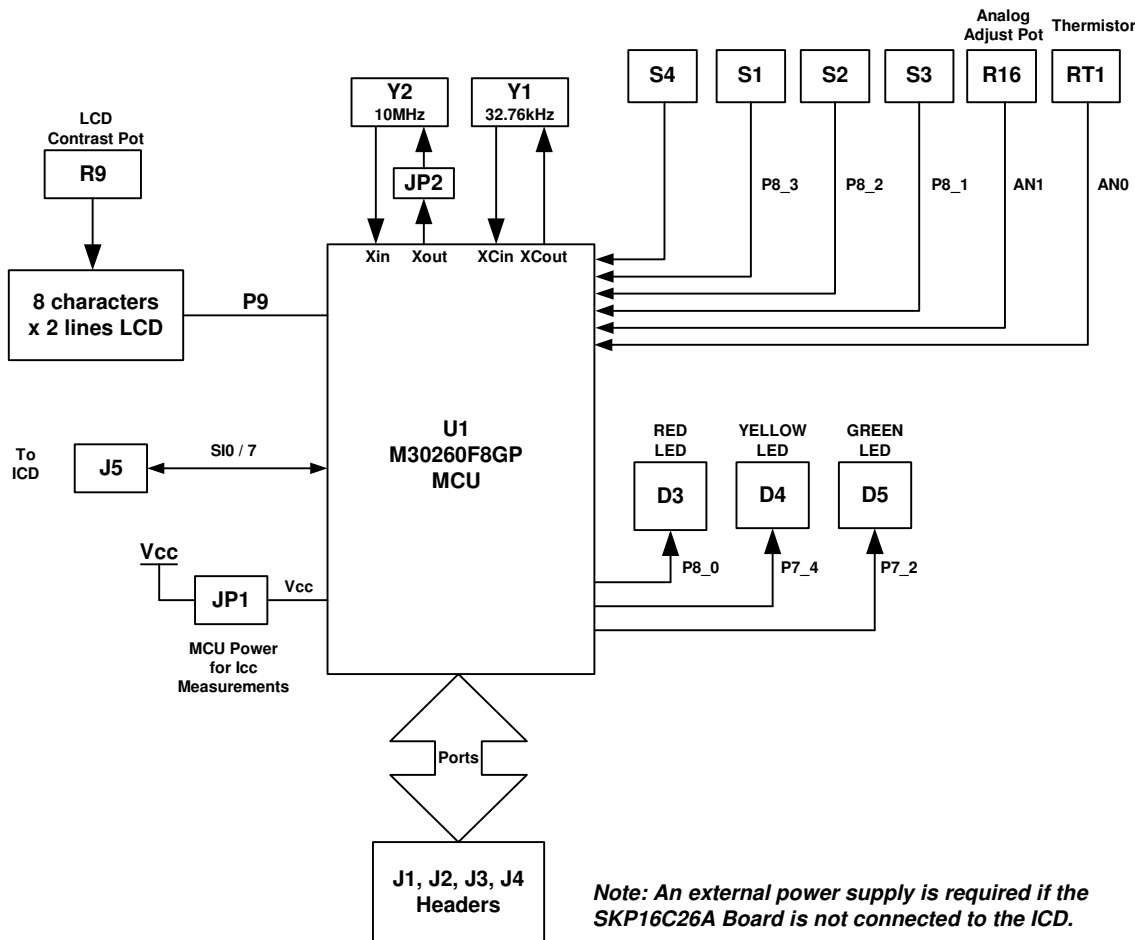 Analog
Adjust Pot
Thermistor
S4
S1
S2
S3
R16
RT1
Y2
10MHz
Y1
32.76kHz
LCD
Contrast Pot
R9
JP2
P8_3
P8_2
P8_1
AN1
AN0
Xin
Xout
XCin
XCout
8 characters
x 2 lines LCD
P9
U1
M30260F8GP
MCU
To
ICD
J5
SI0 / 7
RED
LED
YELLOW
LED
GREEN
LED
D3
D4
D5
P8_0
P7_4
P7_2
Vcc
JP1
Vcc
MCU Power
for Icc
Measurements
Ports
J1, J2, J3, J4
Headers
Note: An external power supply is required if the
SKP16C26A Board is not connected to the ICD.